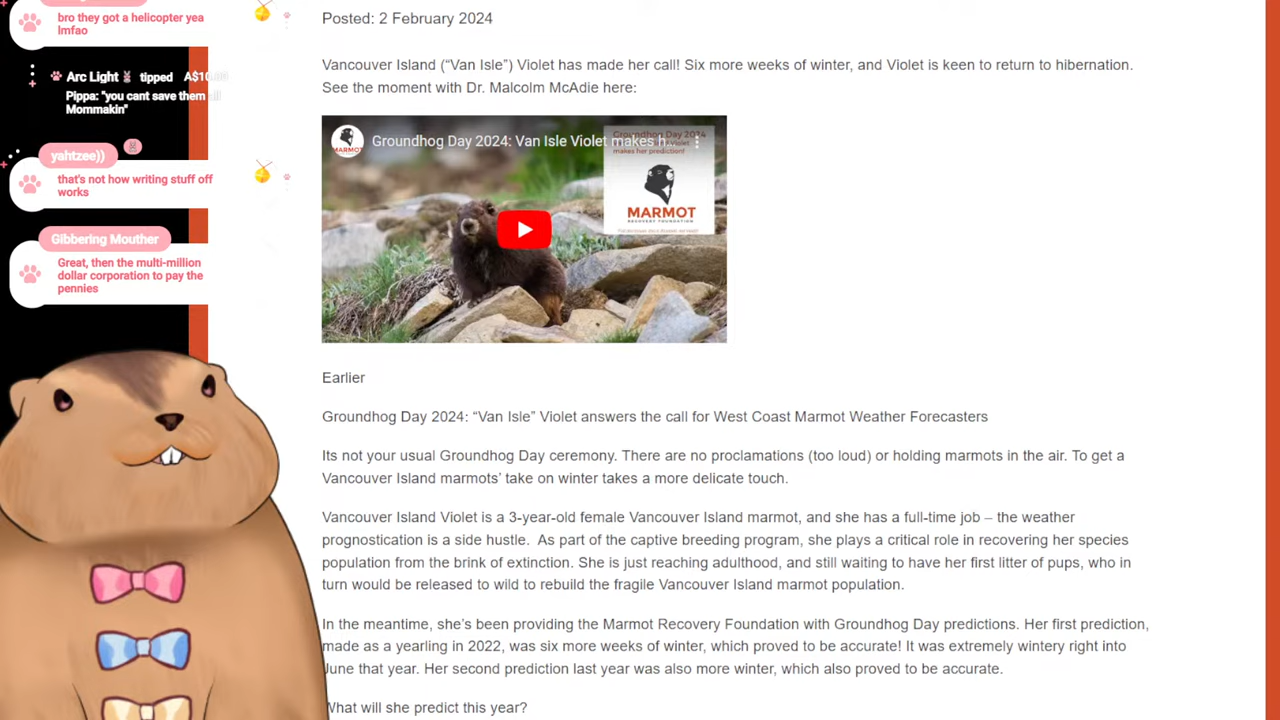 bro they got a helicopter yea
lmfao
Arc Light tipped A$10.00
Pippa: "you cant save them all
Mommakin"
yahtzee))
that's not how writing stuff off
works
Gibbering Mouther
Great, then the multi-million
dollar corporation to pay the
pennies
Posted: 2 February 2024
Vancouver Island (“Van Isle”) Violet has made her call! Six more weeks of winter, and Violet is keen to return to hibernation.
See the moment with Dr. Malcolm McAdie here:
Groundhog Day 2024: Van Isle Violet makes h...
Groundhog Day 2024
makes her prediction!
MARMOT
RECOVERY FOUNDATION
Earlier
Groundhog Day 2024: “Van Isle” Violet answers the call for West Coast Marmot Weather Forecasters
Its not your usual Groundhog Day ceremony. There are no proclamations (too loud) or holding marmots in the air. To get a
Vancouver Island marmots’ take on winter takes a more delicate touch.
Vancouver Island Violet is a 3-year-old female Vancouver Island marmot, and she has a full-time job – the weather
prognostication is a side hustle. As part of the captive breeding program, she plays a critical role in recovering her species
population from the brink of extinction. She is just reaching adulthood, and still waiting to have her first litter of pups, who in
turn would be released to wild to rebuild the fragile Vancouver Island marmot population.
In the meantime, she’s been providing the Marmot Recovery Foundation with Groundhog Day predictions. Her first prediction,
made as a yearling in 2022, was six more weeks of winter, which proved to be accurate! It was extremely wintery right into
June that year. Her second prediction last year was also more winter, which also proved to be accurate.
What will she predict this year?